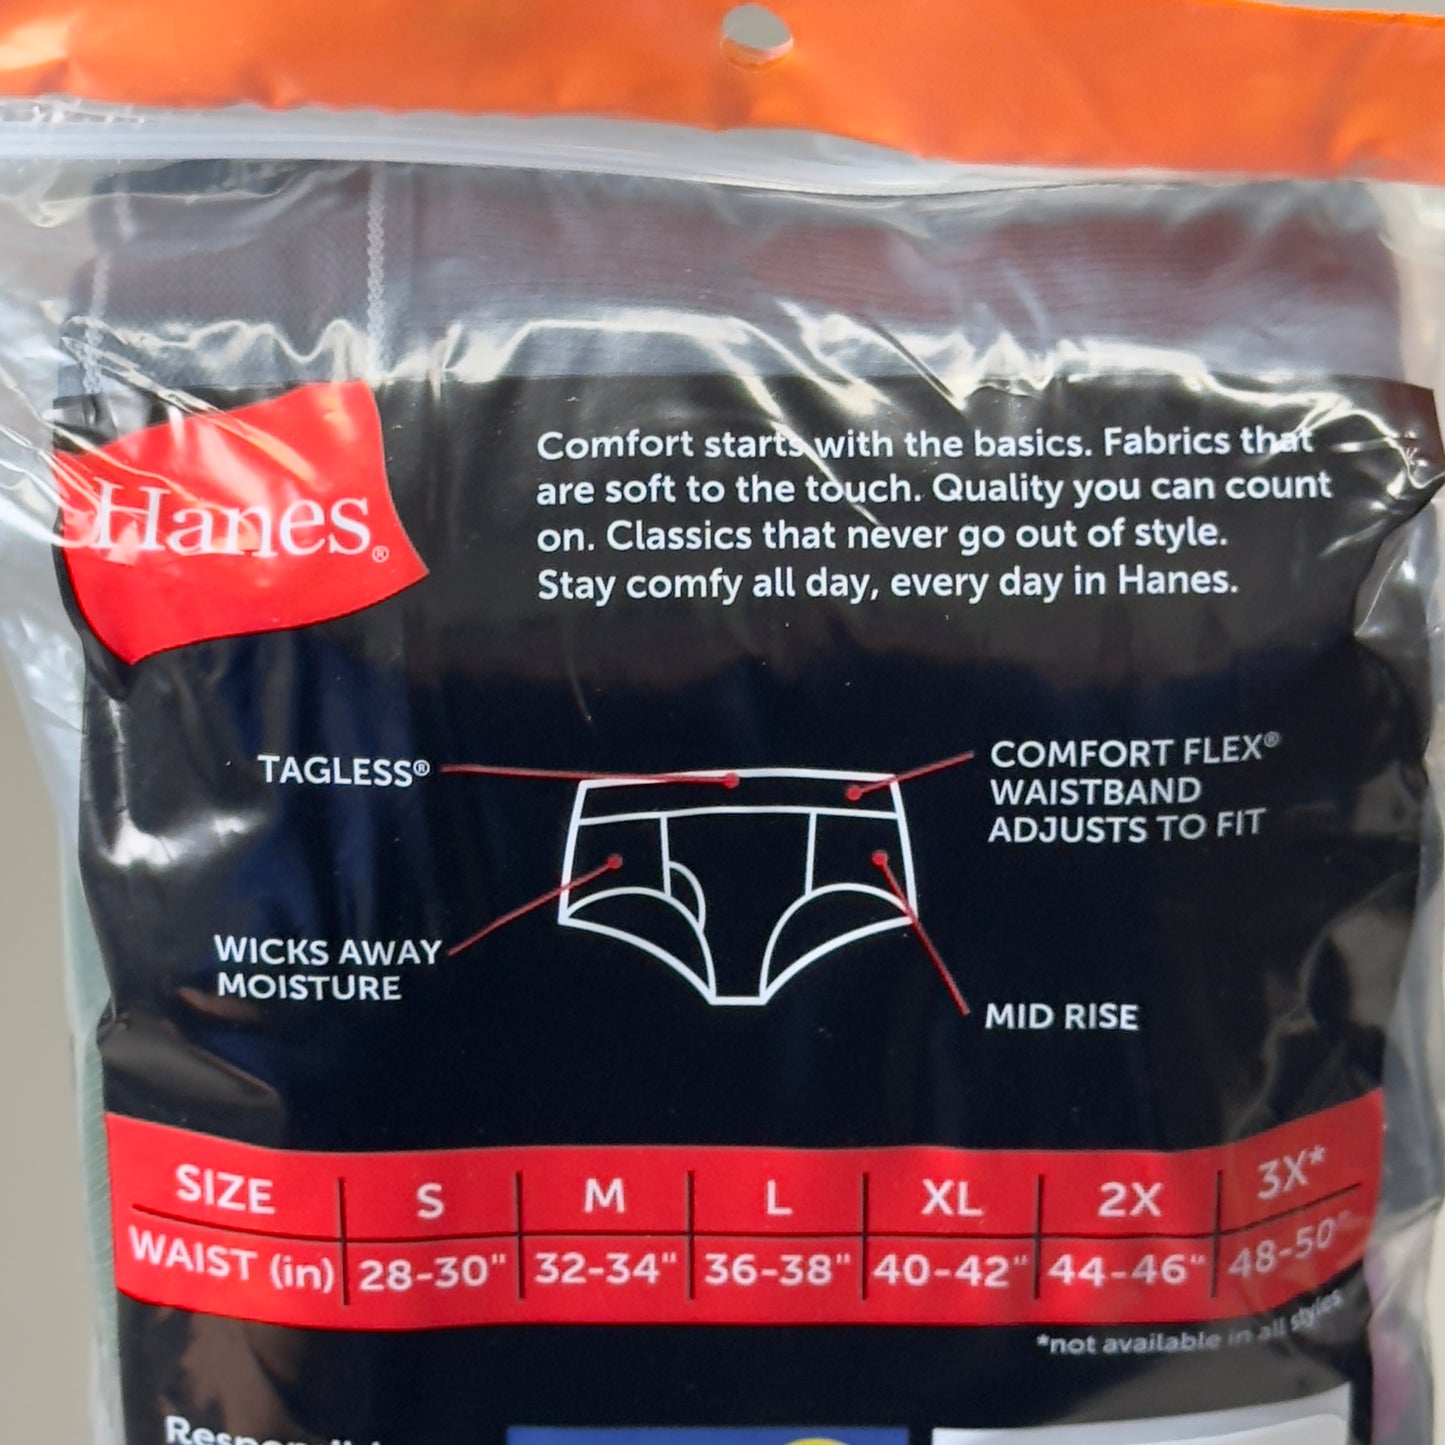 Hanes®
Comfort starts with the basics. Fabrics that
are soft to the touch. Quality you can count
on. Classics that never go out of style.
Stay comfy all day, every day in Hanes.
TAGLESS®
COMFORT FLEX®
WAISTBAND
ADJUSTS TO FIT
WICKS AWAY
MOISTURE
MID RISE
SIZE S M L XL 2X 3X*
WAIST (in) 28-30" 32-34" 36-38" 40-42" 44-46" 48-50"
*not available in all styles